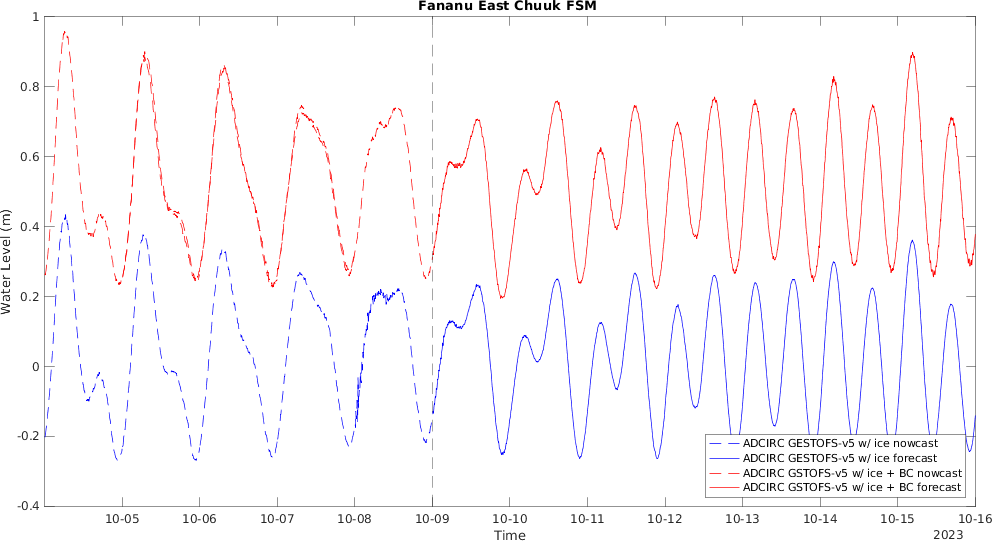 Fananu East Chuuk FSM
Water Level (m)
1
0.8
0.6
0.4
0.2
0
-0.2
-0.4
ADCIRC GESTOFS-v5 w/ ice nowcast
ADCIRC GESTOFS-v5 w/ ice forecast
ADCIRC GSTOFS-v5 w/ ice + BC nowcast
ADCIRC GSTOFS-v5 w/ ice + BC forecast
10-05 10-06 10-07 10-08 10-09 10-10 10-11 10-12 10-13 10-14 10-15 10-16
Time
2023